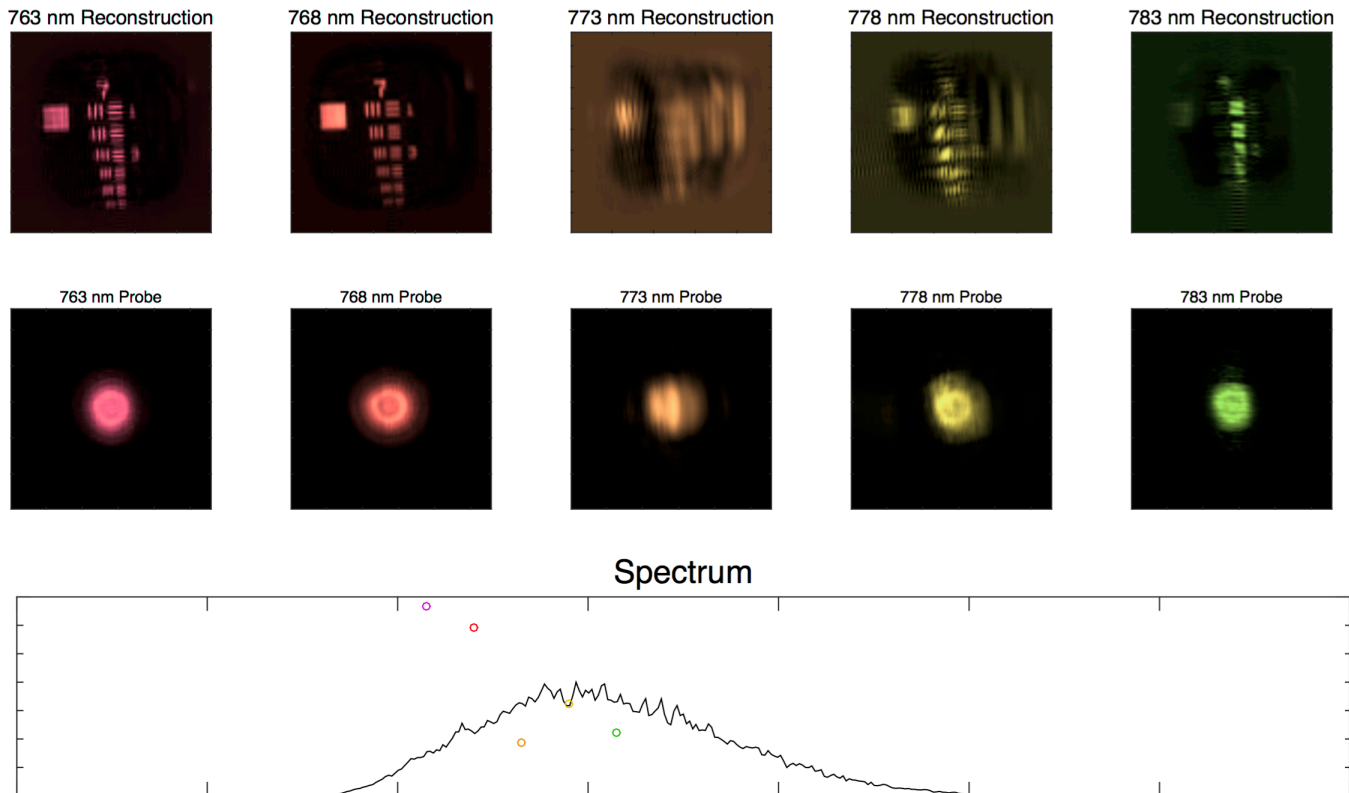 763 nm Reconstruction
768 nm Reconstruction
773 nm Reconstruction
778 nm Reconstruction
783 nm Reconstruction
7
7
763 nm Probe
768 nm Probe
773 nm Probe
778 nm Probe
783 nm Probe
Spectrum